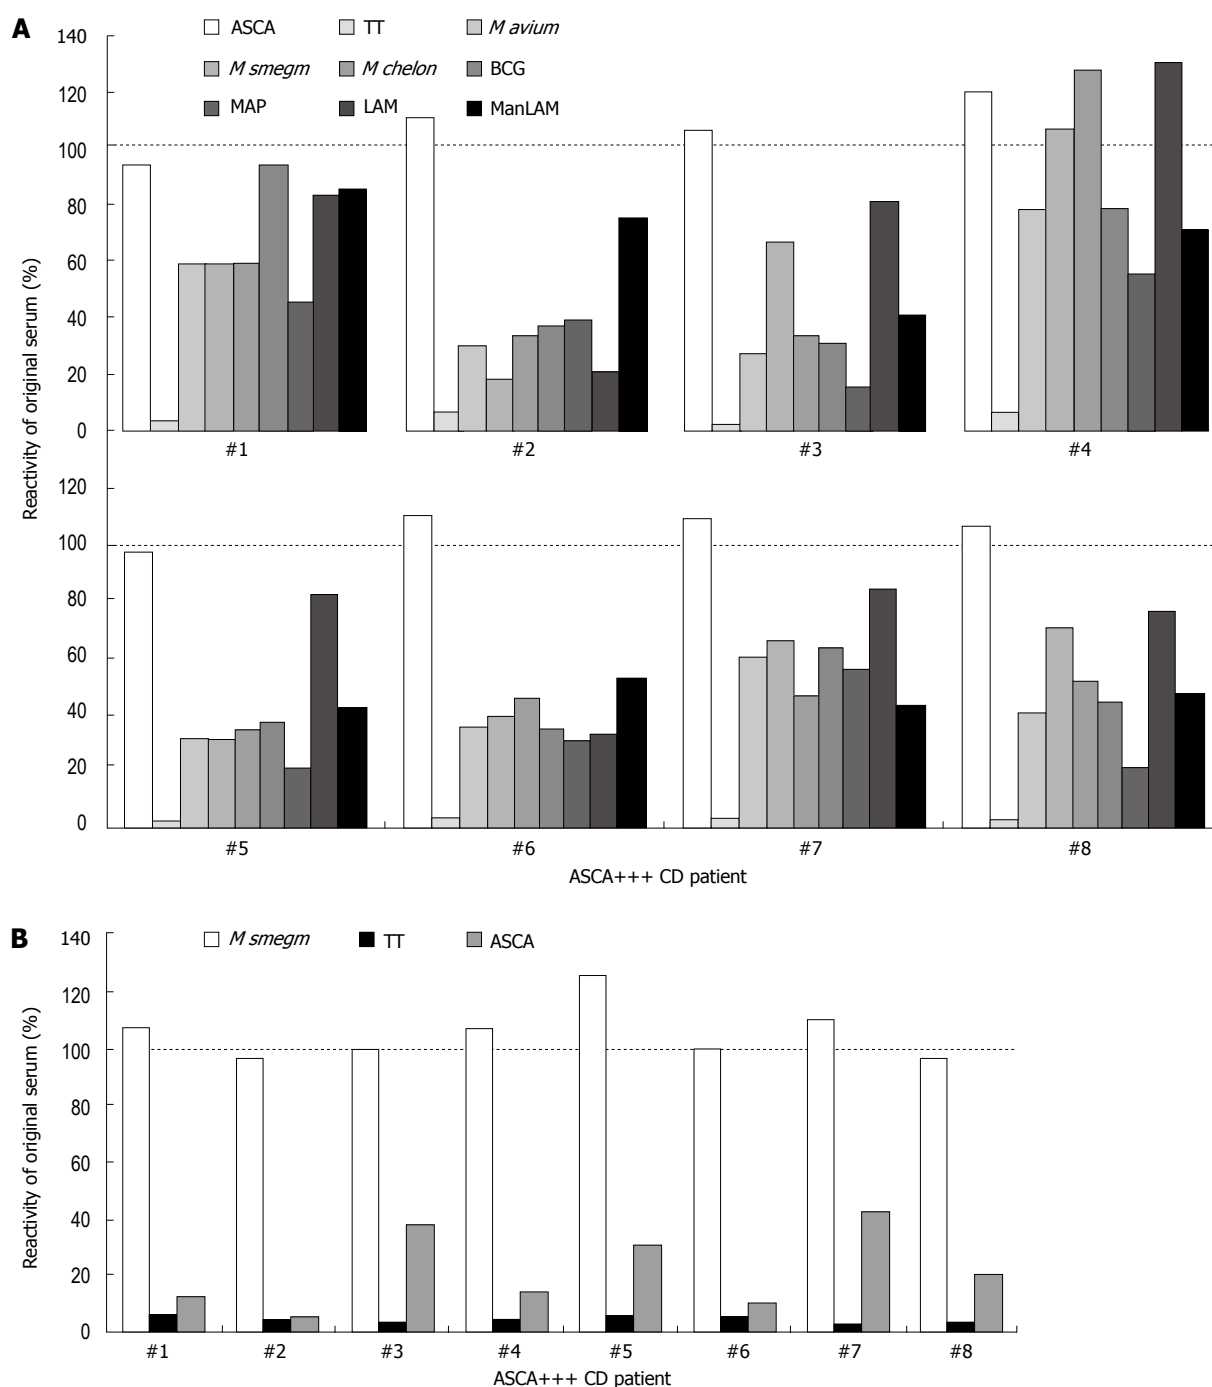 A
ASCA TT M avium
M smegm M chelon BCG
MAP LAM ManLAM
Reactivity of original serum (%)
140
120
100
80
60
40
20
0
#1 #2 #3 #4
120
100
80
60
40
20
0
#5 #6 #7 #8
ASCA+++ CD patient
B
M smegm TT ASCA
Reactivity of original serum (%)
140
120
100
80
60
40
20
0
#1 #2 #3 #4 #5 #6 #7 #8
ASCA+++ CD patient